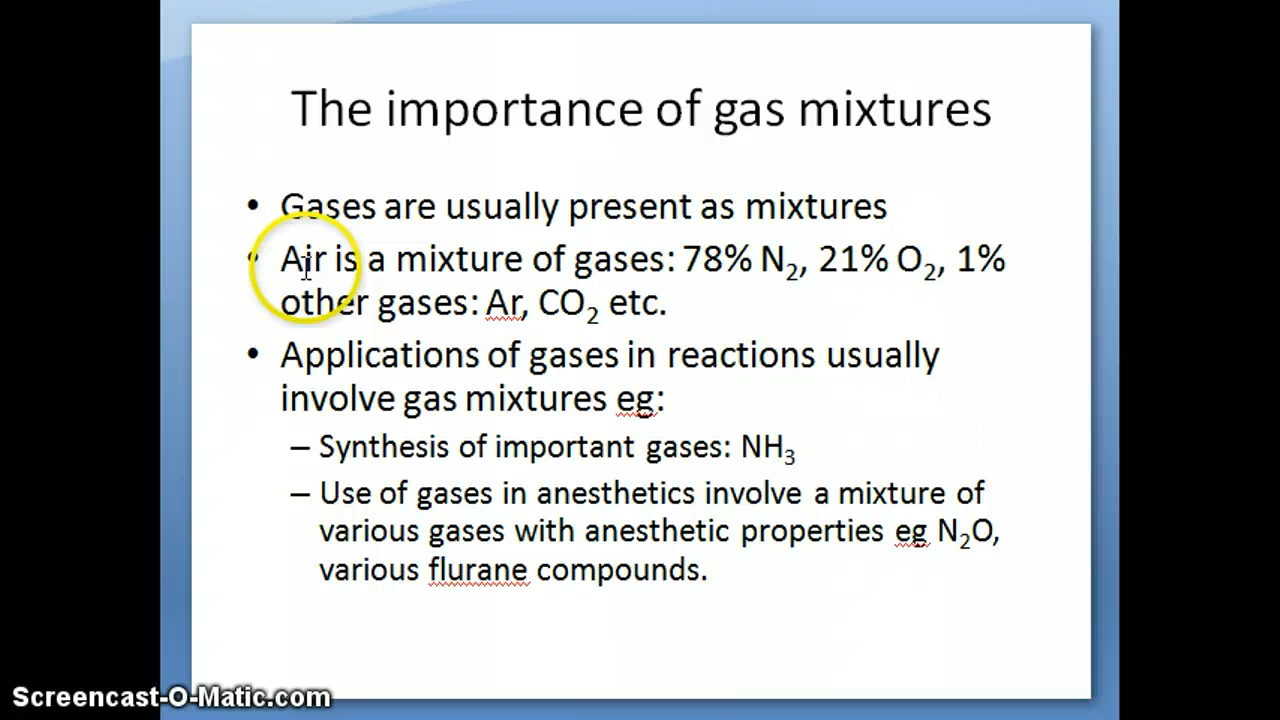 The importance of gas mixtures
• Gases are usually present as mixtures
• Air is a mixture of gases: 78% N₂, 21% O₂, 1%
other gases: Ar, CO₂ etc.
• Applications of gases in reactions usually
involve gas mixtures eg:
– Synthesis of important gases: NH₃
– Use of gases in anesthetics involve a mixture of
various gases with anesthetic properties eg N₂O,
various flurane compounds.
Screencast-O-Matic.com